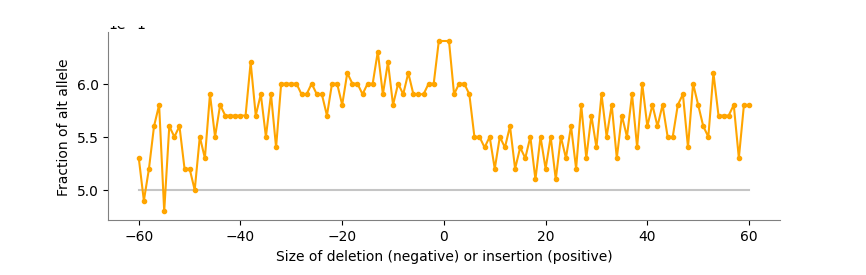 6.0
5.5
5.0
Fraction of alt allele
−60 −40 −20 0 20 40 60
Size of deletion (negative) or insertion (positive)